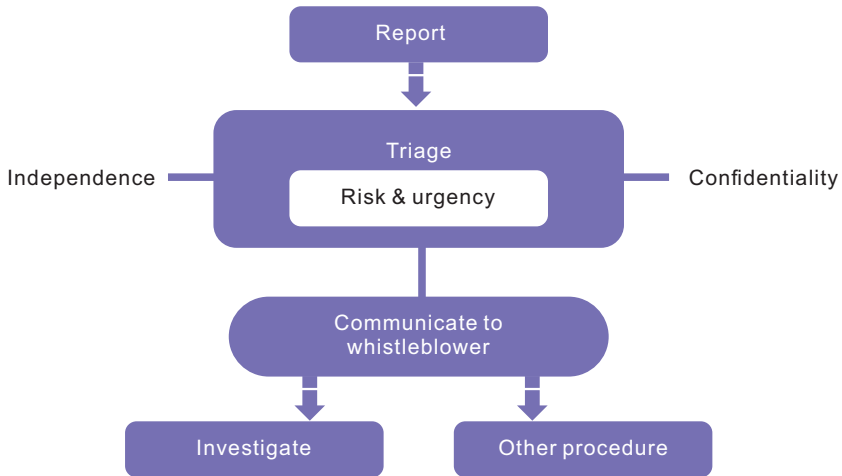 Report
Triage
Independence
Risk & urgency
Confidentiality
Communicate to
whistleblower
Investigate
Other procedure